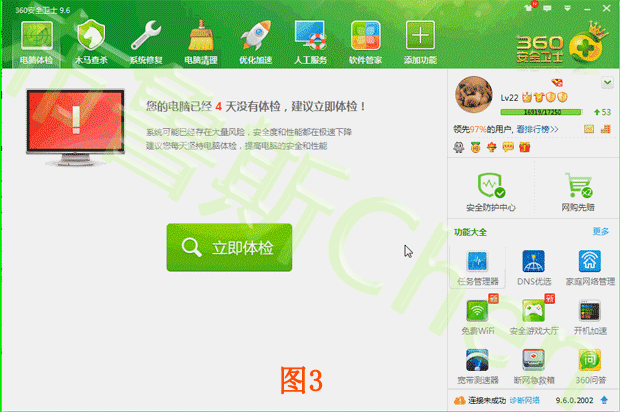 360安全卫士 9.6
电脑体检 木马查杀 系统修复 电脑清理 优化加速 人工服务 软件管家 添加功能
360
安全卫士
您的电脑已经 4 天没有体检，建议立即体检！
系统可能已经存在大量风险，安全度和性能都在极速下降
建议您每天坚持电脑体检，提高电脑的安全和性能
立即体检
Lv22
53
领先97%的用户, 看排行榜>>
安全防护中心 网购先赔
功能大全 更多
任务管理器 DNS优选 家庭网络管理
免费WiFi 安全游戏大厅 开机加速
宽带测速器 断网急救箱 360问答
连接未成功 诊断网络 9.6.0.2002
图3